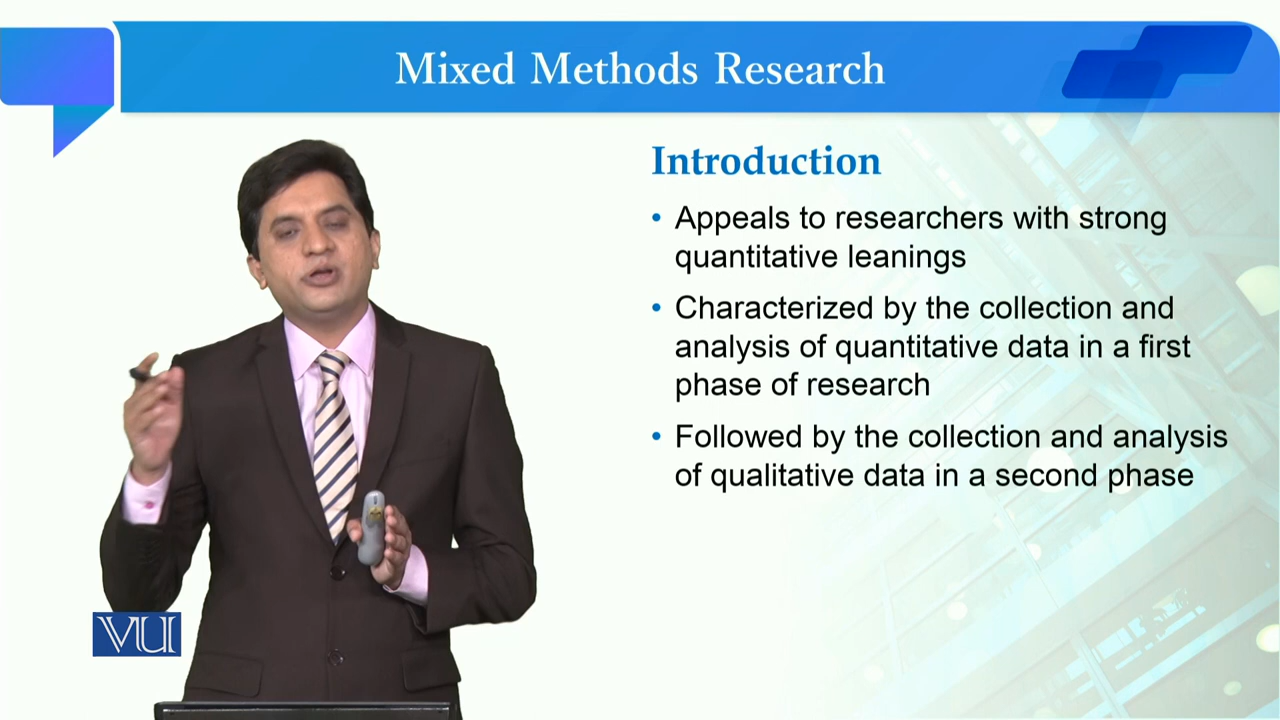 Mixed Methods Research
Introduction
• Appeals to researchers with strong
quantitative leanings
• Characterized by the collection and
analysis of quantitative data in a first
phase of research
• Followed by the collection and analysis
of qualitative data in a second phase
VU